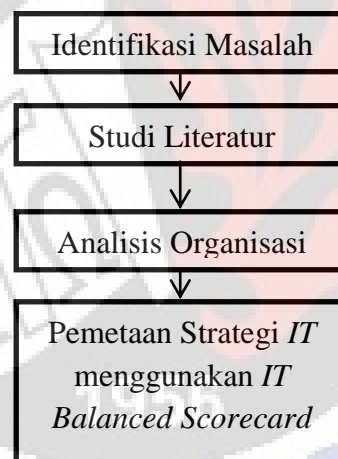 Identifikasi Masalah
Studi Literatur
Analisis Organisasi
Pemetaan Strategi IT
menggunakan IT
Balanced Scorecard